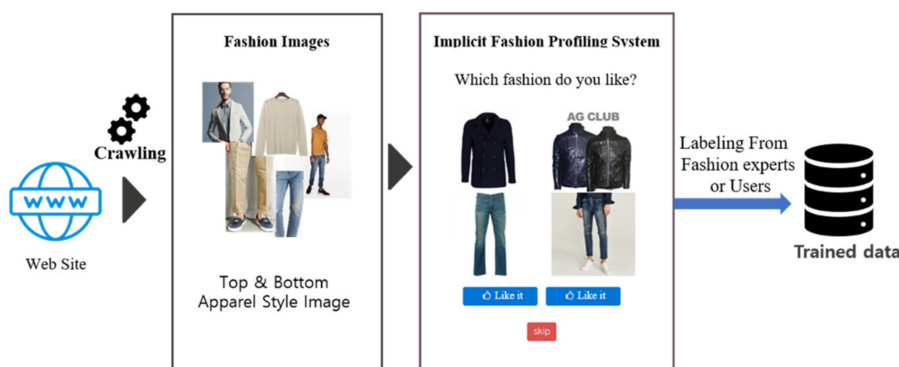 WWW
Web Site
Crawling
Fashion Images
Top & Bottom
Apparel Style Image
Implicit Fashion Profiling System
Which fashion do you like?
AG CLUB
Like it
Like it
skip
Labeling From
Fashion experts
or Users
Trained data